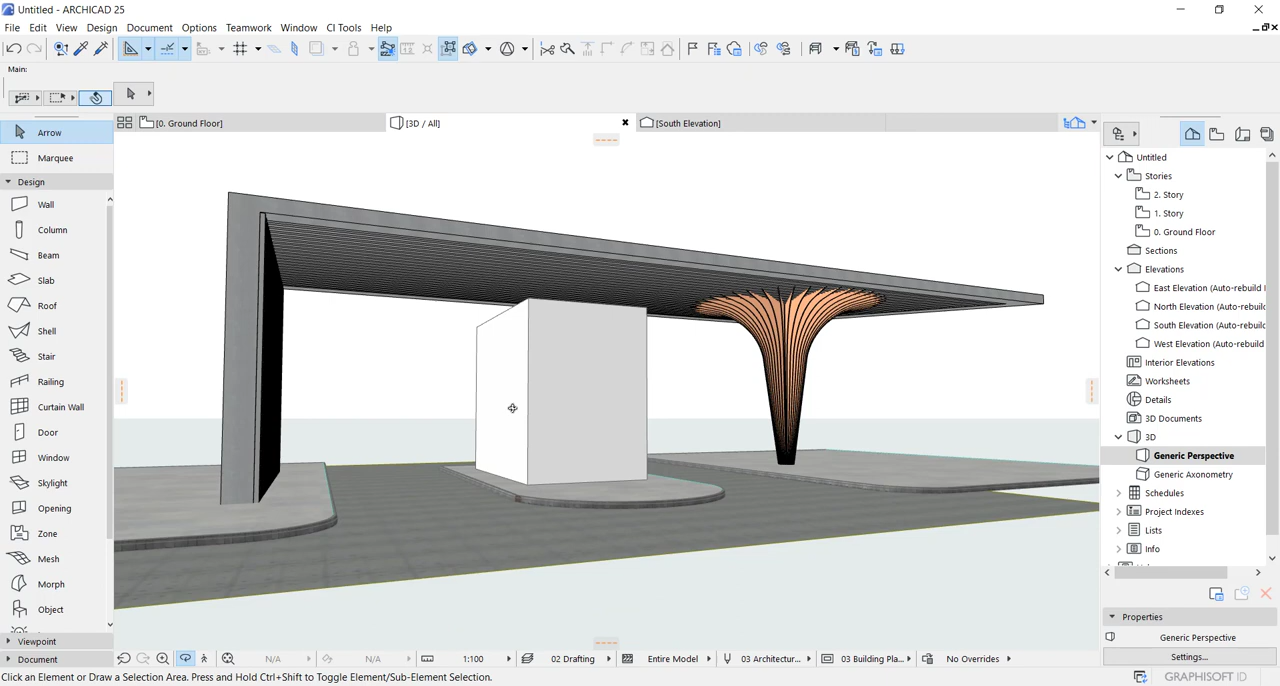 Untitled - ARCHICAD 25
File Edit View Design Document Options Teamwork Window CI Tools Help
Main:
[0. Ground Floor]
[3D / All]
[South Elevation]
Arrow
Marquee
Design
Wall
Column
Beam
Slab
Roof
Shell
Stair
Railing
Curtain Wall
Door
Window
Skylight
Opening
Zone
Mesh
Morph
Object
Viewpoint
Document
Untitled
Stories
2. Story
1. Story
0. Ground Floor
Sections
Elevations
East Elevation (Auto-rebuild
North Elevation (Auto-rebuild
South Elevation (Auto-rebuild
West Elevation (Auto-rebuild
Interior Elevations
Worksheets
Details
3D Documents
3D
Generic Perspective
Generic Axonometry
Schedules
Project Indexes
Lists
Info
Properties
Generic Perspective
Settings...
N/A N/A 1:100 02 Drafting Entire Model 03 Architectur... 03 Building Pla... No Overrides
Click an Element or Draw a Selection Area. Press and Hold Ctrl+Shift to Toggle Element/Sub-Element Selection.
GRAPHISOFT ID